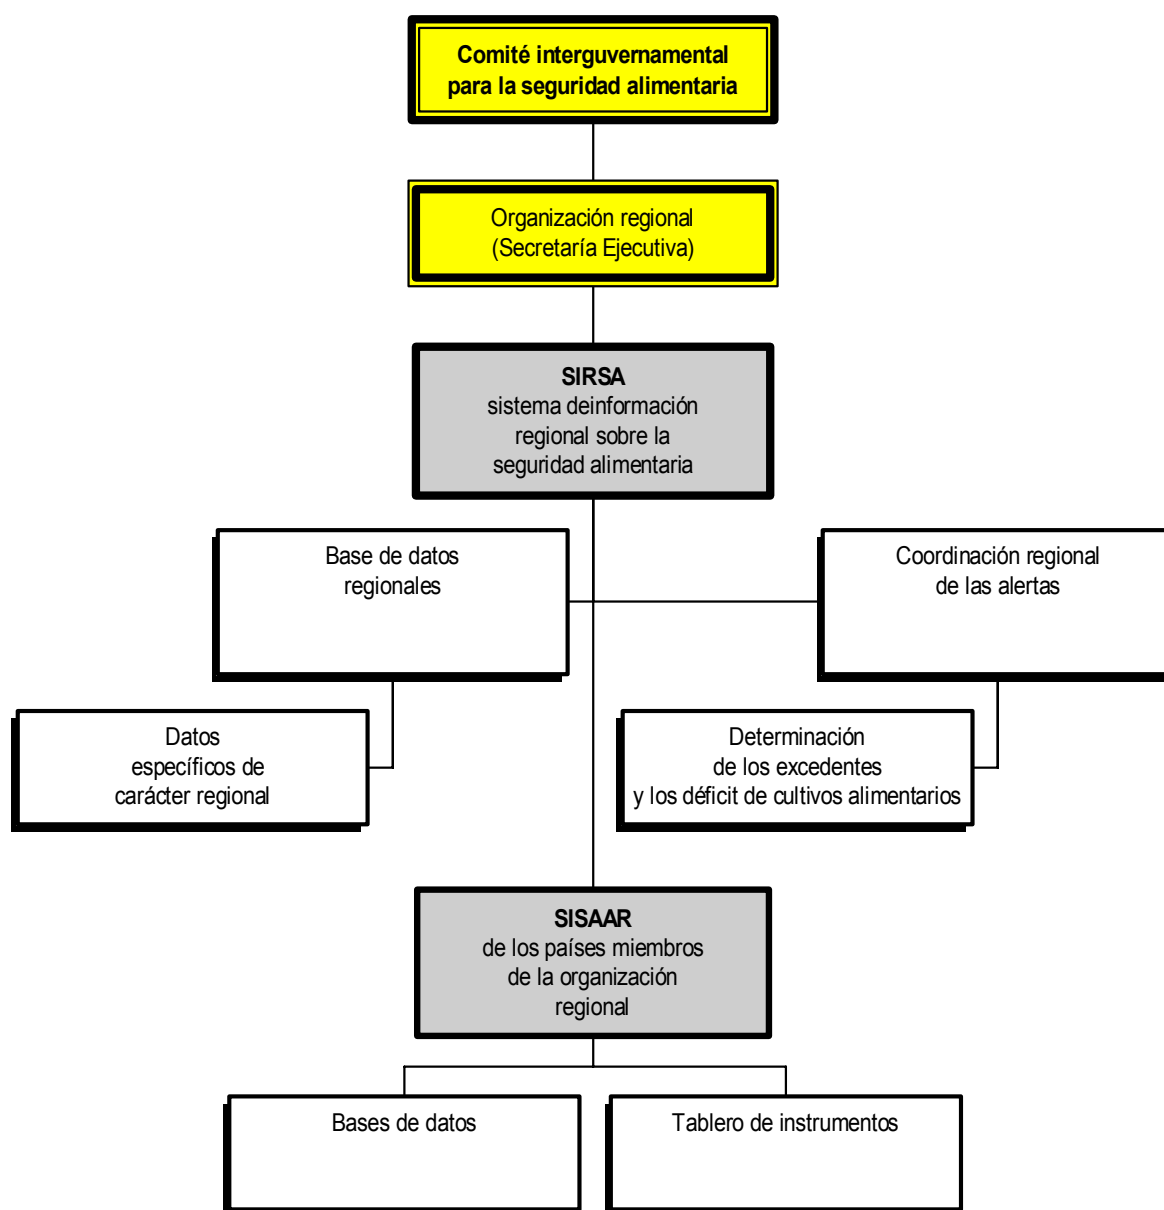 Comité interguvernamental
para la seguridad alimentaria
Organización regional
(Secretaría Ejecutiva)
SIRSA
sistema deinformación
regional sobre la
seguridad alimentaria
Base de datos
regionales
Coordinación regional
de las alertas
Datos
específicos de
carácter regional
Determinación
de los excedentes
y los déficit de cultivos alimentarios
SISAAR
de los países miembros
de la organización
regional
Bases de datos
Tablero de instrumentos